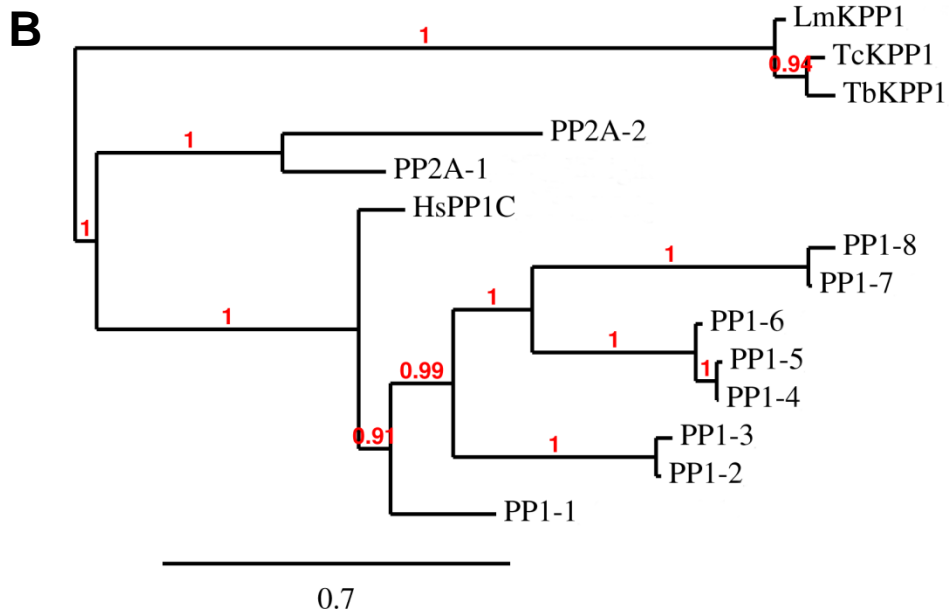 B
LmKPP1
1
TcKPP1
0.94
TbKPP1
PP2A-2
1
PP2A-1
HsPP1C
1
PP1-8
1
PP1-7
1
1
PP1-6
1
PP1-5
1
0.99
PP1-4
0.91
PP1-3
1
PP1-2
PP1-1
0.7